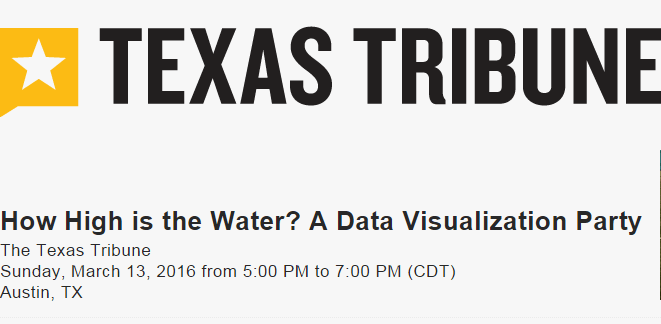 TEXAS TRIBUNE
How High is the Water? A Data Visualization Party
The Texas Tribune
Sunday, March 13, 2016 from 5:00 PM to 7:00 PM (CDT)
Austin, TX